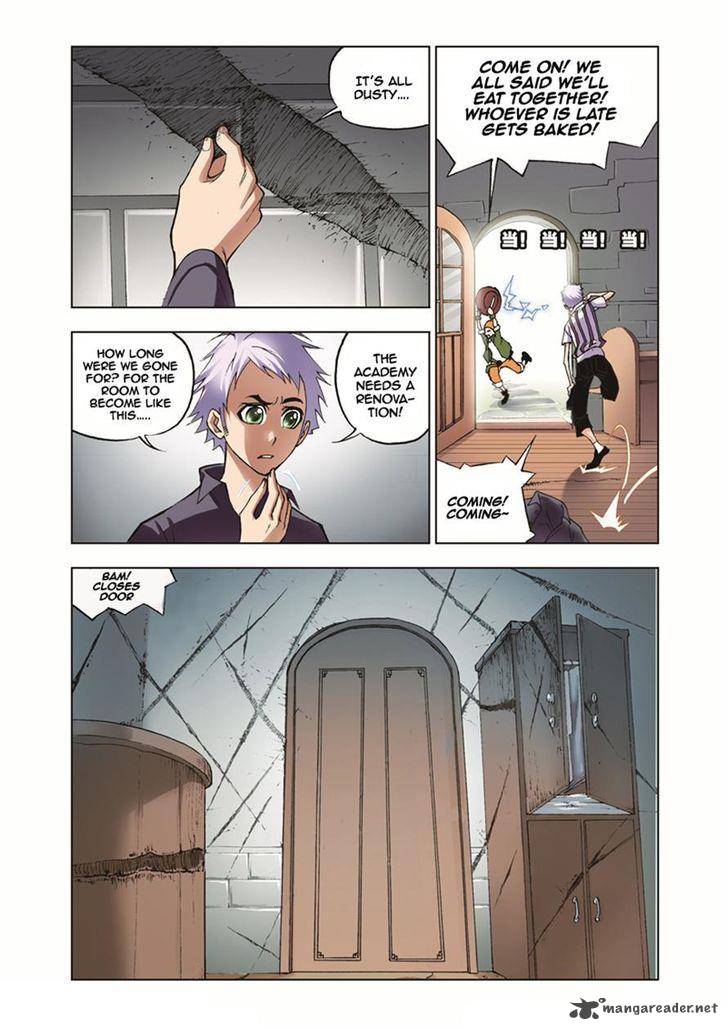 IT'S ALL
DUSTY....
COME ON! WE
ALL SAID WE'LL
EAT TOGETHER!
WHOEVER IS LATE
GETS BAKED!
当! 当! 当! 当!
HOW LONG
WERE WE GONE
FOR? FOR THE
ROOM TO
BECOME LIKE
THIS.....
THE
ACADEMY
NEEDS A
RENOVA-
TION!
COMING!
COMING~
BAM!
CLOSES
DOOR
mangareader.net